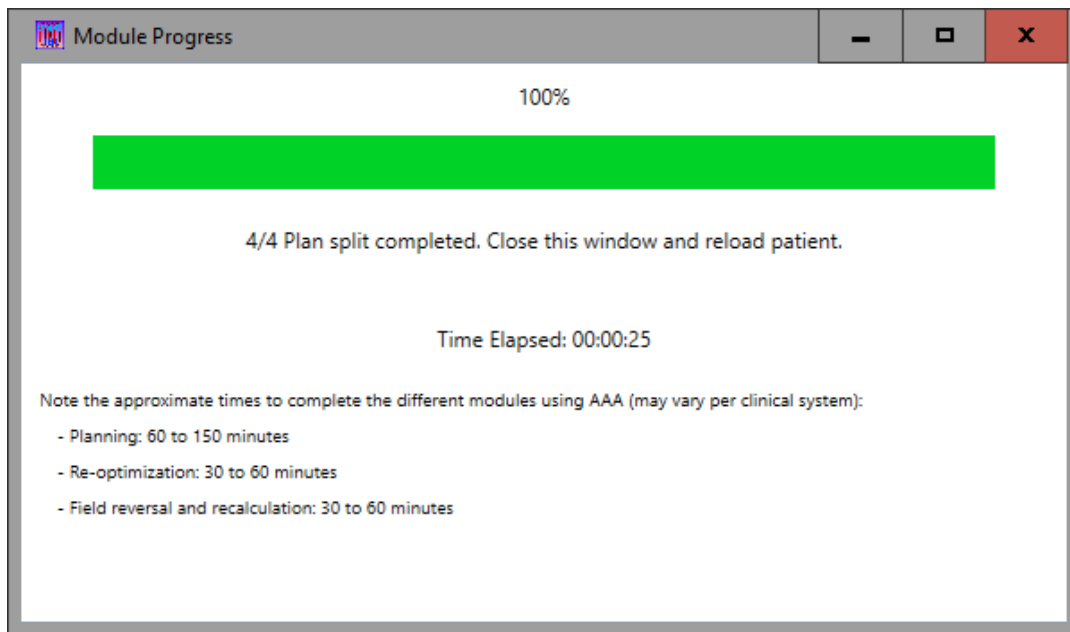 Module Progress
100%
4/4 Plan split completed. Close this window and reload patient.
Time Elapsed: 00:00:25
Note the approximate times to complete the different modules using AAA (may vary per clinical system):
- Planning: 60 to 150 minutes
- Re-optimization: 30 to 60 minutes
- Field reversal and recalculation: 30 to 60 minutes